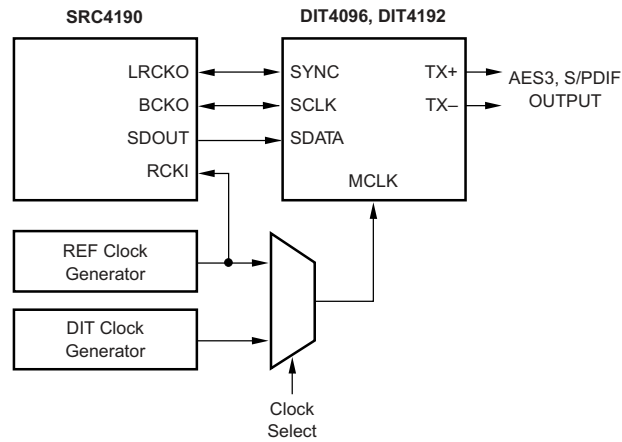 SRC4190
DIT4096, DIT4192
LRCKO
BCKO
SDOUT
RCKI
SYNC
SCLK
SDATA
TX+
TX–
MCLK
AES3, S/PDIF
OUTPUT
REF Clock
Generator
DIT Clock
Generator
Clock
Select